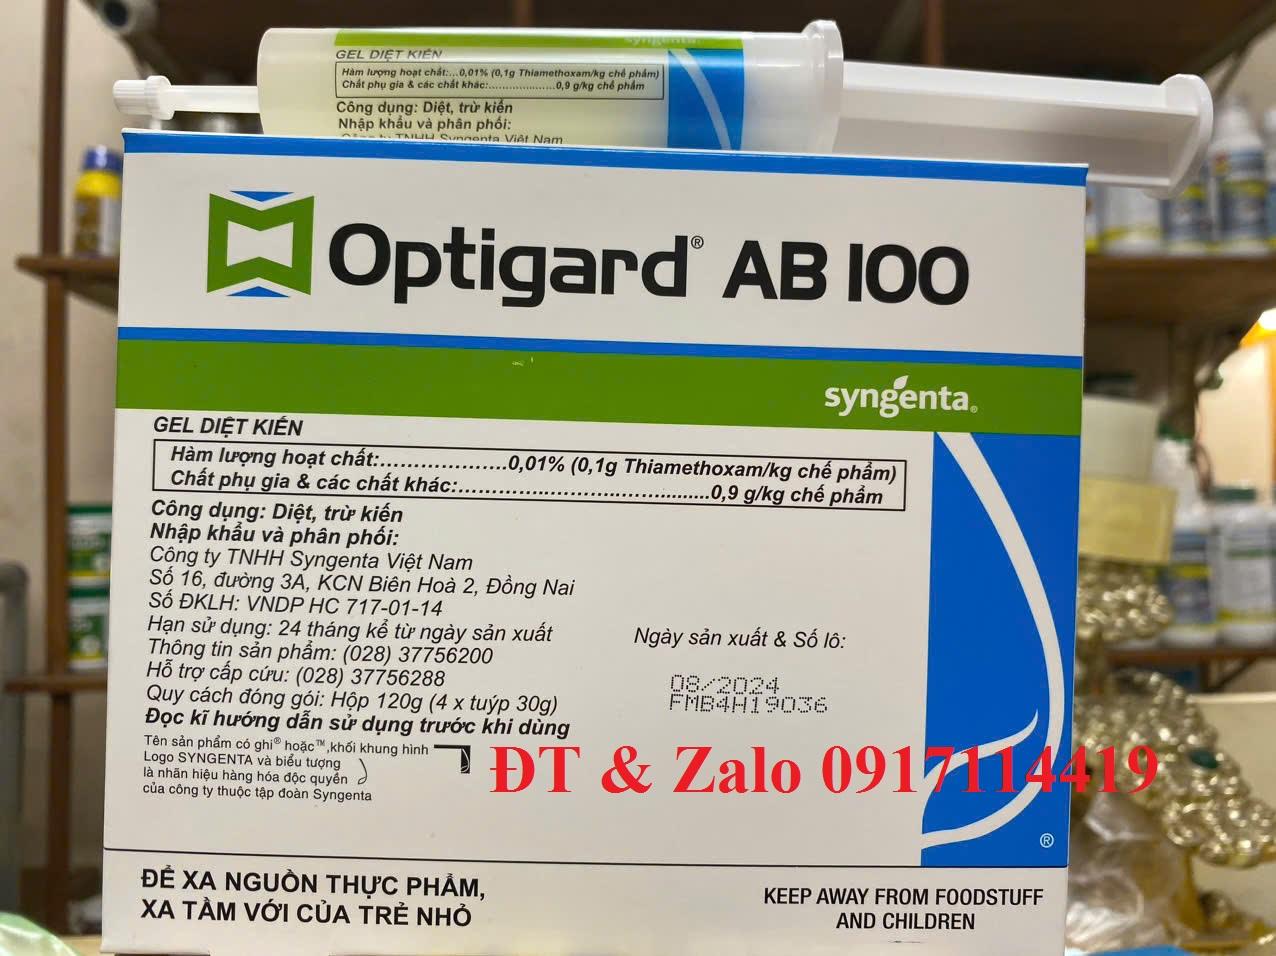 syngenta
GEL DIỆT KIẾN
Hàm lượng hoạt chất:...0,01% (0,1g Thiamethoxam/kg chế phẩm)
Chất phụ gia & các chất khác:..................0,9 g/kg chế phẩm
Công dụng: Diệt, trừ kiến
Nhập khẩu và phân phối:
Công ty TNHH Syngenta Việt Nam
Optigard® AB 100
syngenta®
GEL DIỆT KIẾN
Hàm lượng hoạt chất:......................0,01% (0,1g Thiamethoxam/kg chế phẩm)
Chất phụ gia & các chất khác:.............................................0,9 g/kg chế phẩm
Công dụng: Diệt, trừ kiến
Nhập khẩu và phân phối:
Công ty TNHH Syngenta Việt Nam
Số 16, đường 3A, KCN Biên Hoà 2, Đồng Nai
Số ĐKLH: VNDP HC 717-01-14
Hạn sử dụng: 24 tháng kể từ ngày sản xuất
Thông tin sản phẩm: (028) 37756200
Hỗ trợ cấp cứu: (028) 37756288
Quy cách đóng gói: Hộp 120g (4 x tuýp 30g)
Đọc kĩ hướng dẫn sử dụng trước khi dùng
Ngày sản xuất & Số lô:
08/2024
FMB4H19036
Tên sản phẩm có ghi® hoặc™,khối khung hình
Logo SYNGENTA và biểu tượng
là nhãn hiệu hàng hóa độc quyền
của công ty thuộc tập đoàn Syngenta
ĐT & Zalo 0917114419
®
ĐỂ XA NGUỒN THỰC PHẨM,
XA TẦM VỚI CỦA TRẺ NHỎ
KEEP AWAY FROM FOODSTUFF
AND CHILDREN